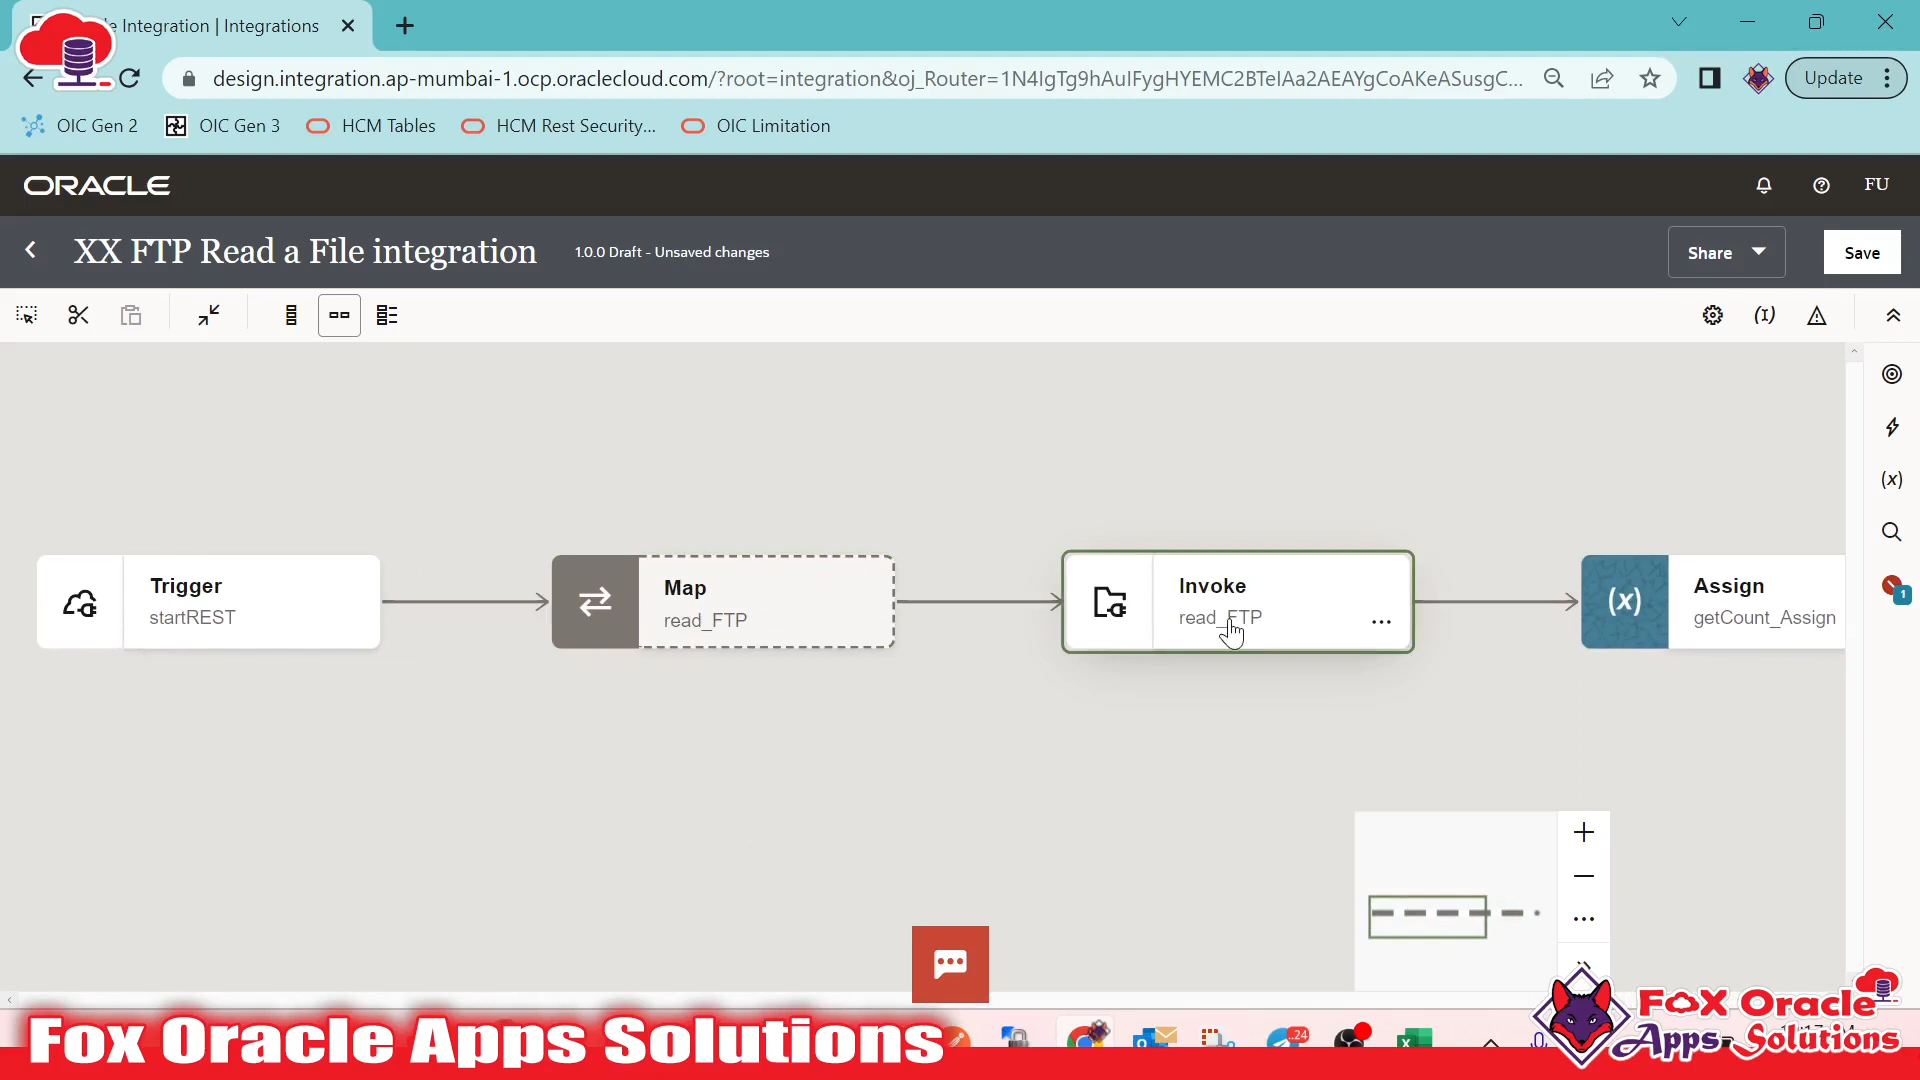 e Integration | Integrations
design.integration.ap-mumbai-1.ocp.oraclecloud.com/?root=integration&oj_Router=1N4IgTg9hAuIFygHYEMC2BTeIAa2AEAYgCoAKeASusgC...
Update
OIC Gen 2
OIC Gen 3
HCM Tables
HCM Rest Security...
OIC Limitation
ORACLE
FU
XX FTP Read a File integration
1.0.0 Draft - Unsaved changes
Share
Save
(I)
(x)
Trigger
startREST
Map
read_FTP
Invoke
read_FTP
...
(x)
Assign
getCount_Assign
1
...
Fox Oracle Apps Solutions
..24
Fox Oracle
Apps Solutions